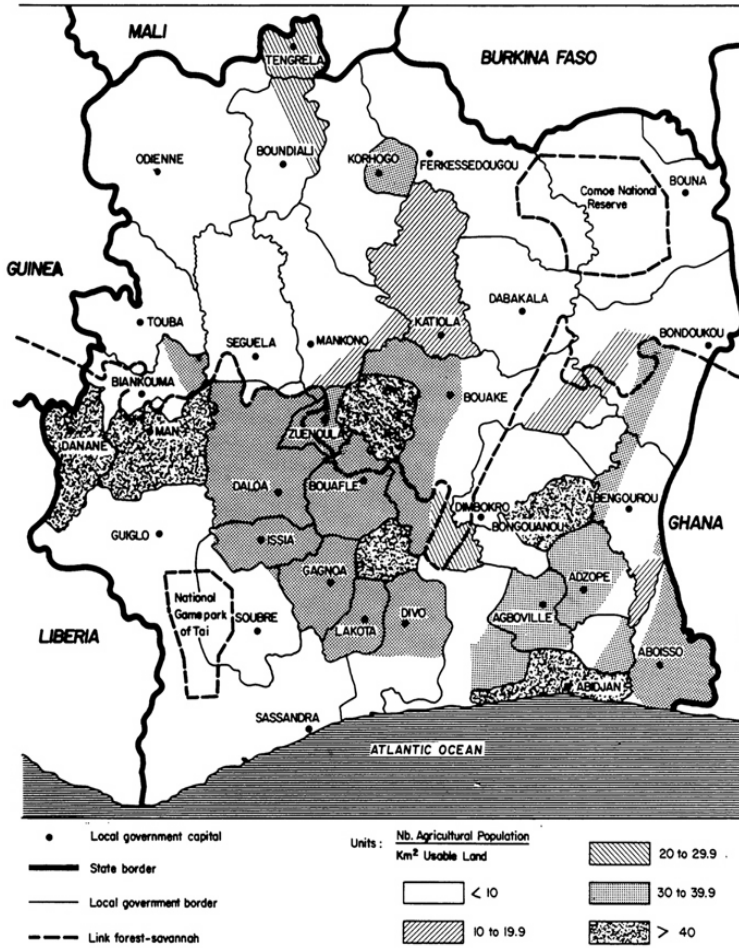 MALI
BURKINA FASO
TENGRELA
ODIENNE
BOUNDIALI
KORHOGO
FERKESSEDOUGOU
Comoe National
Reserve
BOUNA
GUINEA
TOUBA
SEGUELA
MANKONO
KATIOLA
DABAKALA
BONDOUKOU
BIANKOUMA
DANANE
MAN
ZUENOULA
BOUAKE
DALOA
BOUAFLE
DIMBOKRO
BONGOUANOU
ABENGOUROU
GHANA
GUIGLO
ISSIA
GAGNOA
ADZOPE
National
Gamepark
of Tai
SOUBRE
LAKOTA
DIVO
AGBOVILLE
LIBERIA
ABOISSO
ABIDJAN
SASSANDRA
ATLANTIC OCEAN
Local government capital
State border
Local government border
Link forest-savannah
Units :
Nb. Agricultural Population
Km² Usable Land
< 10
10 to 19.9
20 to 29.9
30 to 39.9
> 40